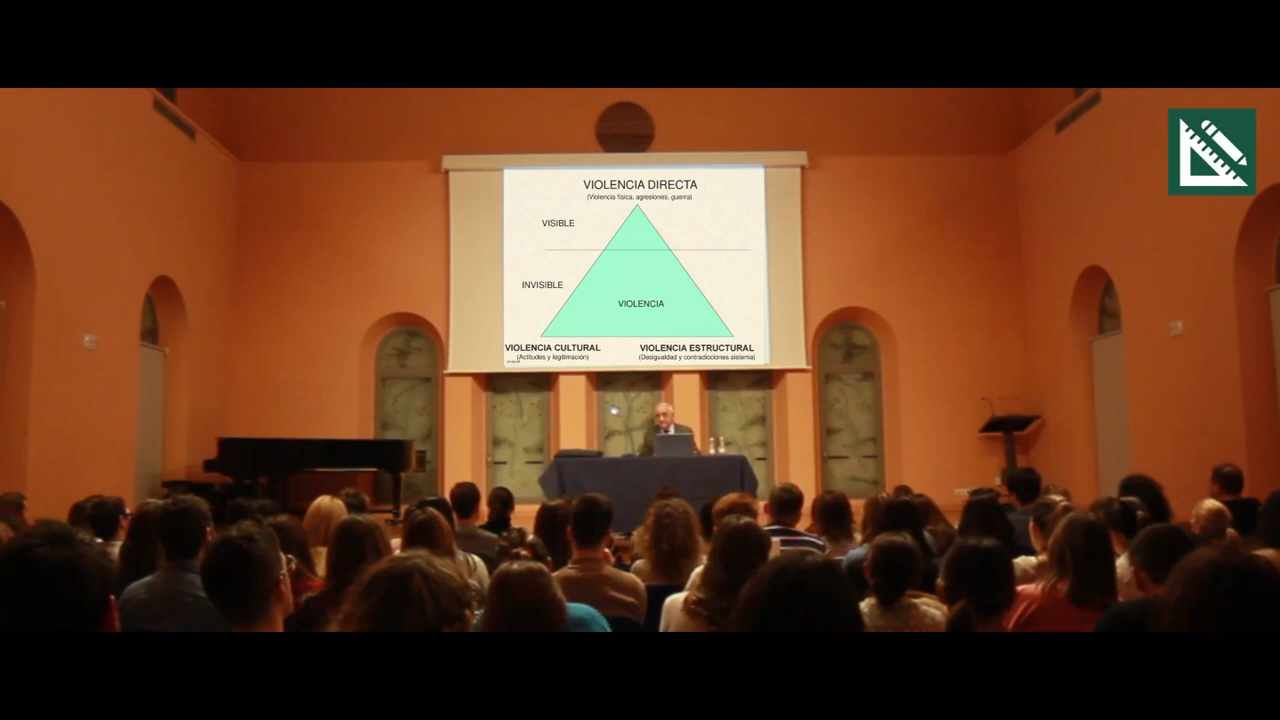 VIOLENCIA DIRECTA
(Violencia física, agresiones, guerra)
VISIBLE
INVISIBLE
VIOLENCIA
VIOLENCIA CULTURAL
(Actitudes y legitimación)
VIOLENCIA ESTRUCTURAL
(Desigualdad y contradicciones sistema)